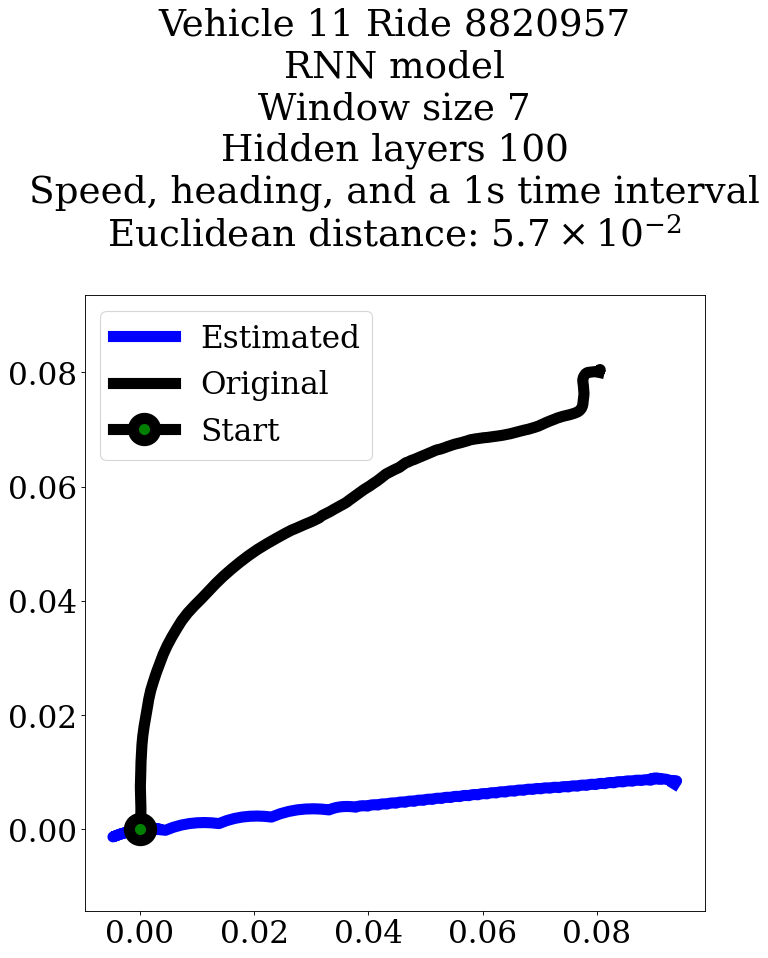 Vehicle 11 Ride 8820957
RNN model
Window size 7
Hidden layers 100
Speed, heading, and a 1s time interval
Euclidean distance: 5.7 × 10⁻²
Estimated
Original
Start
0.08
0.06
0.04
0.02
0.00
0.00 0.02 0.04 0.06 0.08